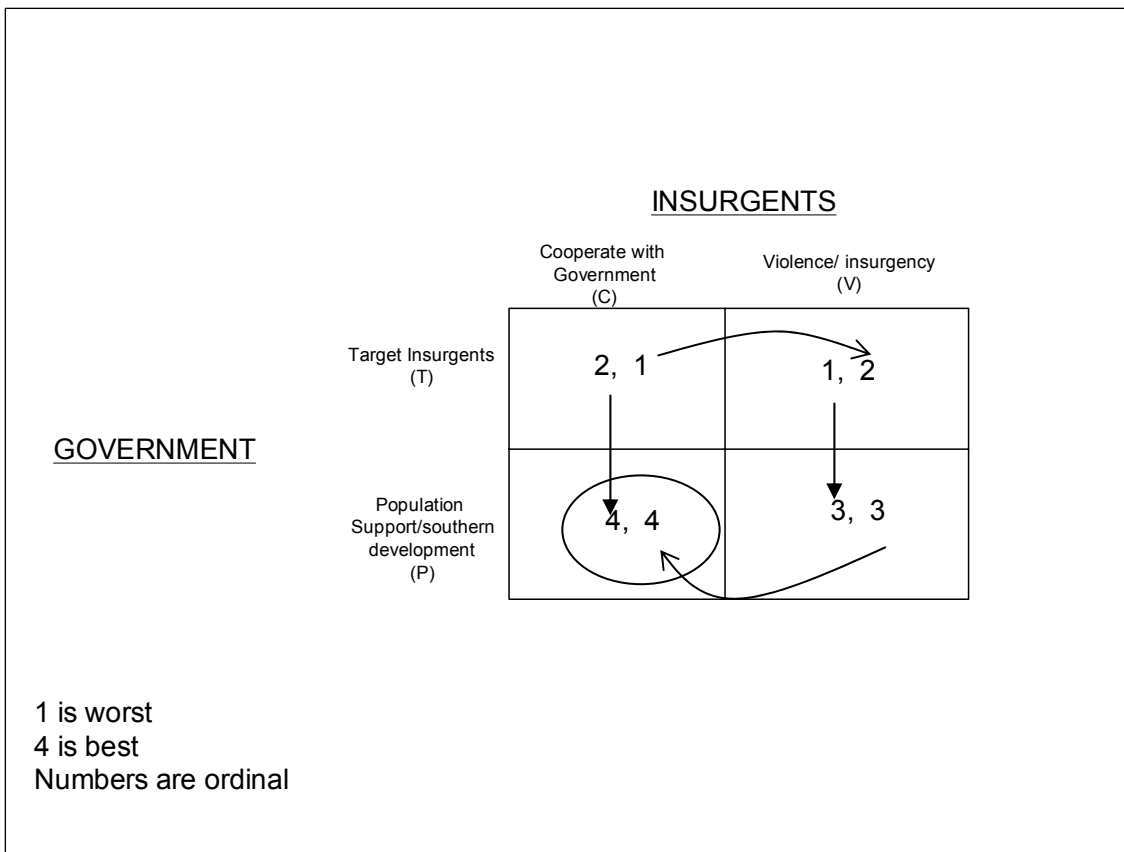 INSURGENTS
Cooperate with
Government
(C)
Violence/ insurgency
(V)
Target Insurgents
(T)
2, 1
1, 2
GOVERNMENT
Population
Support/southern
development
(P)
4, 4
3, 3
1 is worst
4 is best
Numbers are ordinal